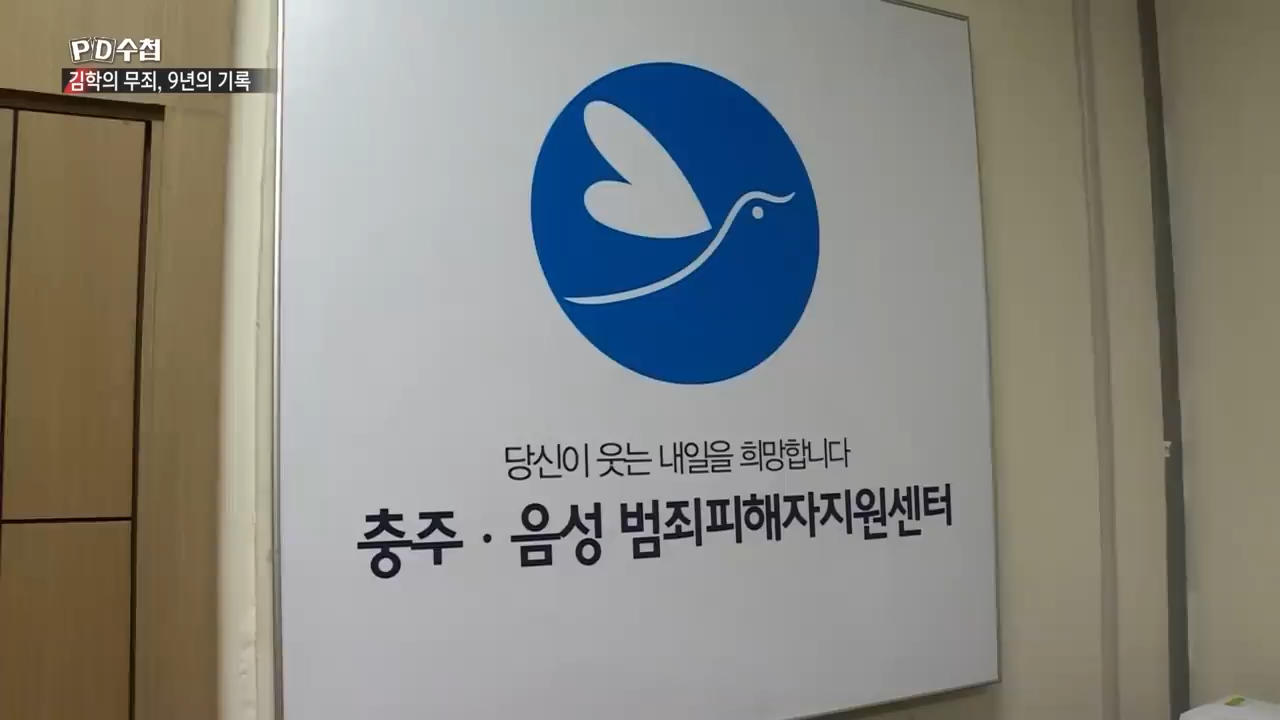 PD수첩
김학의 무죄, 9년의 기록
당신이 웃는 내일을 희망합니다
충주 · 음성 범죄피해자지원센터